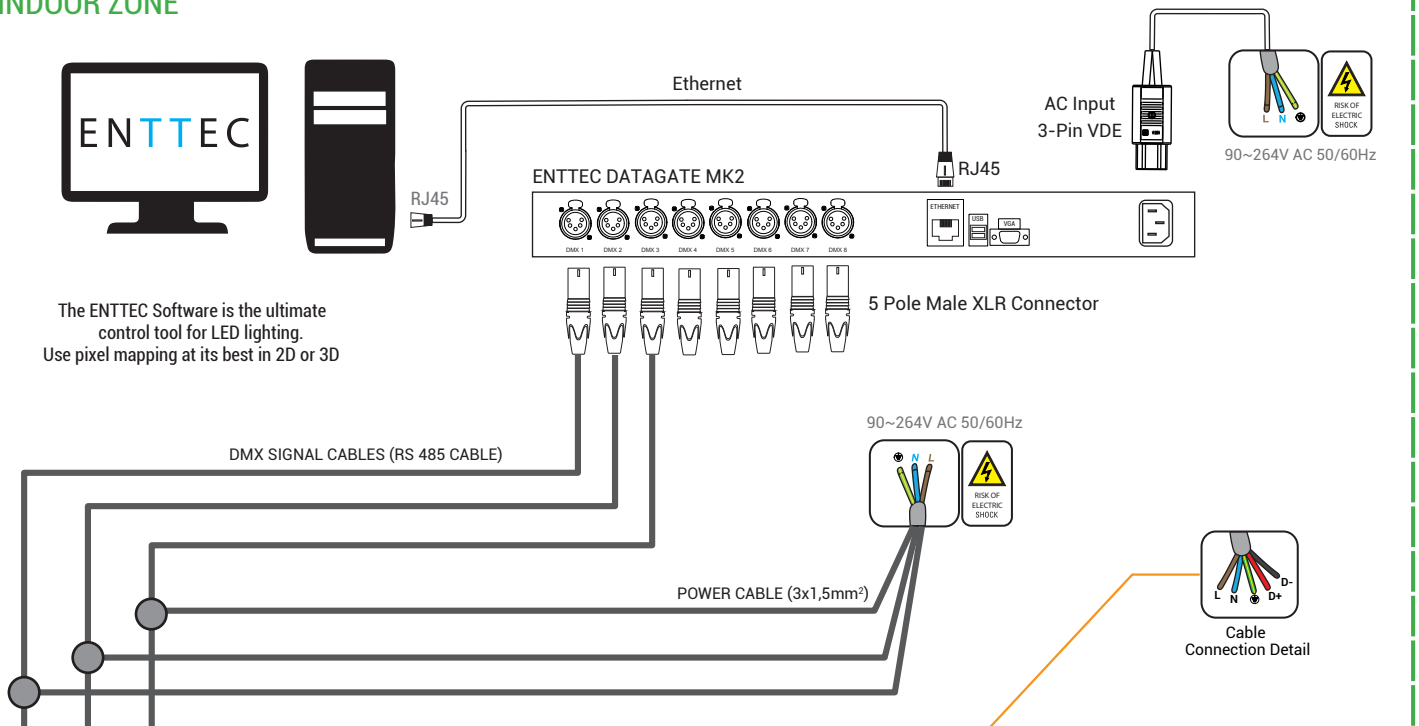 INDOOR ZONE
ENTTEC
RJ45
Ethernet
RJ45
AC Input
3-Pin VDE
L N
RISK OF
ELECTRIC
SHOCK
90~264V AC 50/60Hz
ENTTEC DATAGATE MK2
DMX 1 DMX 2 DMX 3 DMX 4 DMX 5 DMX 6 DMX 7 DMX 8
ETHERNET
USB
VGA
The ENTTEC Software is the ultimate
control tool for LED lighting.
Use pixel mapping at its best in 2D or 3D
5 Pole Male XLR Connector
DMX SIGNAL CABLES (RS 485 CABLE)
90~264V AC 50/60Hz
N L
RISK OF
ELECTRIC
SHOCK
POWER CABLE (3x1,5mm²)
L N D+ D-
Cable
Connection Detail